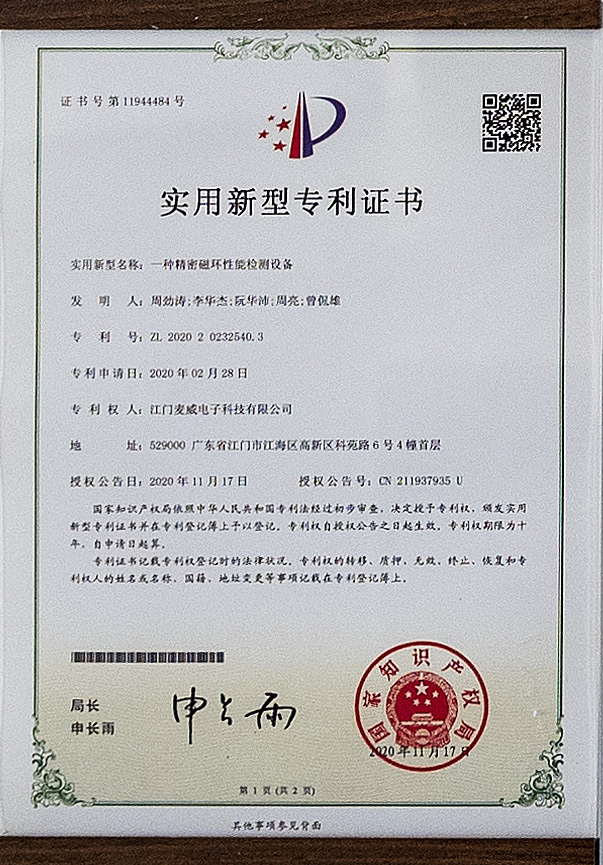 证书号第11944484号
实用新型专利证书
实用新型名称：一种精密磁环性能检测设备
发明人：周劲涛;李华杰;阮华沛;周亮;曾侃雄
专利号：ZL 2020 2 0232540.3
专利申请日：2020年02月28日
专利权人：江门麦威电子科技有限公司
地址：529000 广东省江门市江海区高新区科苑路6号4幢首层
授权公告日：2020年11月17日 授权公告号：CN 211937935 U
国家知识产权局依照中华人民共和国专利法经过初步审查，决定授予专利权，颁发实用
新型专利证书并在专利登记簿上予以登记。专利权自授权公告之日起生效。专利权期限为十
年，自申请日起算。
专利证书记载专利权登记时的法律状况。专利权的转移、质押、无效、终止、恢复和专
利权人的姓名或名称、国籍、地址变更等事项记载在专利登记簿上。
局长
申长雨
申长雨
国家知识产权局
2020年11月17日
第1页(共2页)
其他事项参见背面